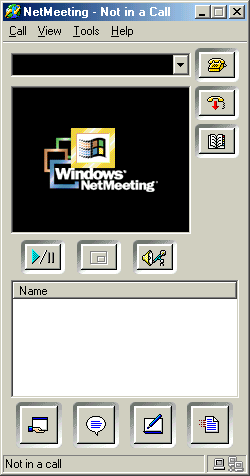 NetMeeting - Not in a Call
Call View Tools Help
Windows
NetMeeting
Name
Not in a call